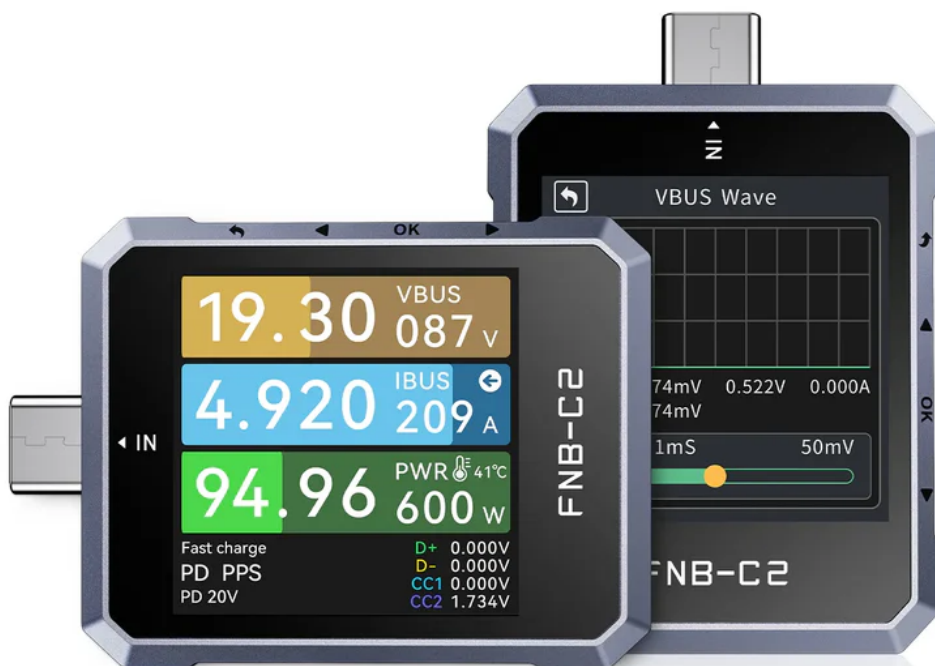 OK
IN
19.30 087 V
VBUS
4.920 209 A
IBUS
94.96 600 W
PWR 41℃
Fast charge
PD PPS
PD 20V
D+ 0.000V
D- 0.000V
CC1 0.000V
CC2 1.734V
FNB-C2
IN
VBUS Wave
74mV 0.522V 0.000A
74mV
1mS 50mV
OK
FNB-C2